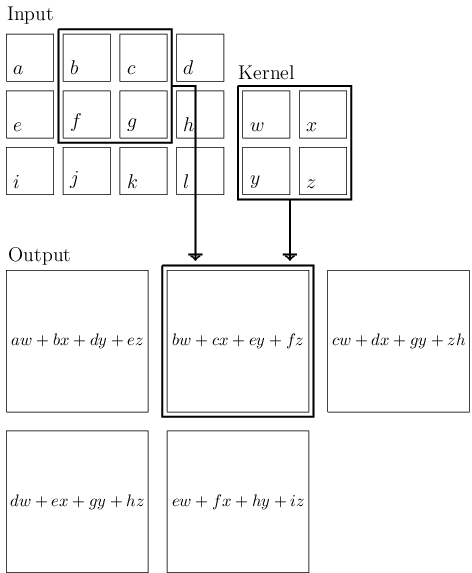 Input
a b c d
Kernel
e f g h
w x
i j k l
y z
Output
aw + bx + dy + ez
bw + cx + ey + fz
cw + dx + gy + zh
dw + ex + gy + hz
ew + fx + hy + iz